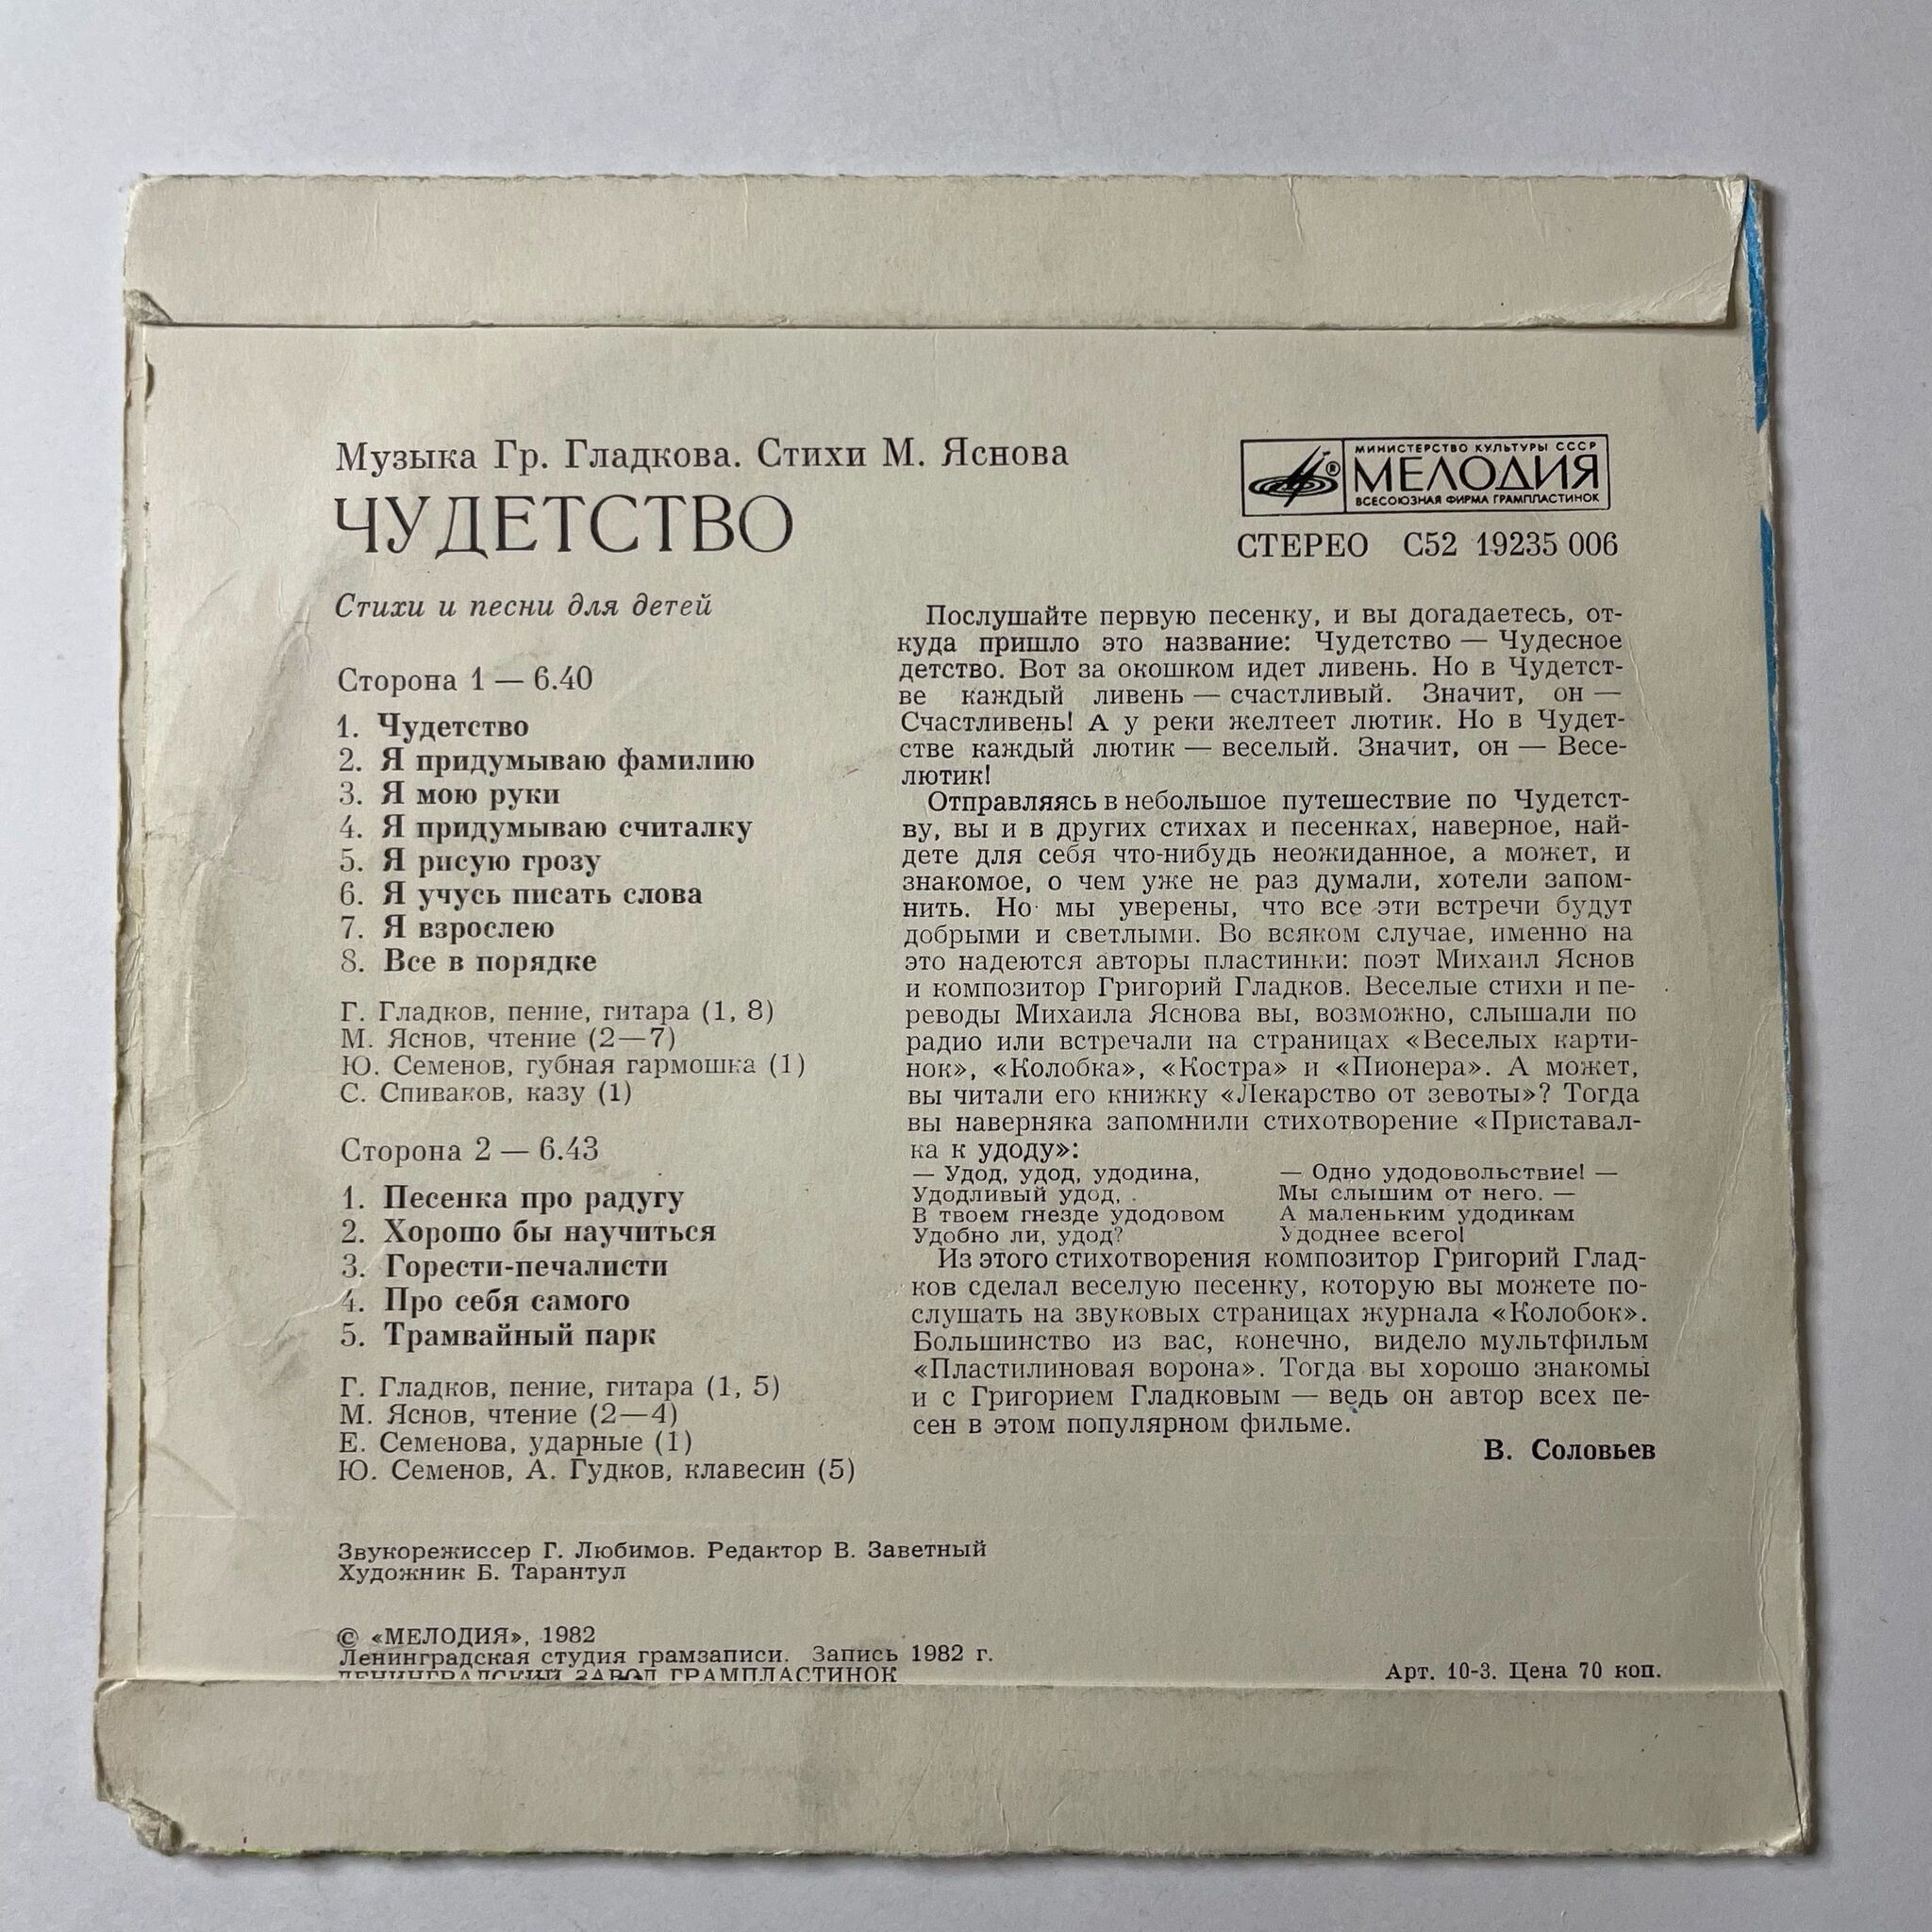 Музыка Гр. Гладкова. Стихи М. Яснова
ЧУДЕТСТВО
Стихи и песни для детей
Сторона 1 — 6.40
1. Чудетство
2. Я придумываю фамилию
3. Я мою руки
4. Я придумываю считалку
5. Я рисую грозу
6. Я учусь писать слова
7. Я взрослею
8. Все в порядке
Г. Гладков, пение, гитара (1, 8)
М. Яснов, чтение (2—7)
Ю. Семенов, губная гармошка (1)
С. Спиваков, казу (1)
Сторона 2 — 6.43
1. Песенка про радугу
2. Хорошо бы научиться
3. Горести-печалисти
4. Про себя самого
5. Трамвайный парк
Г. Гладков, пение, гитара (1, 5)
М. Яснов, чтение (2—4)
Е. Семенова, ударные (1)
Ю. Семенов, А. Гудков, клавесин (5)
МИНИСТЕРСТВО КУЛЬТУРЫ СССР
® МЕЛОДИЯ
ВСЕСОЮЗНАЯ ФИРМА ГРАМПЛАСТИНОК
СТЕРЕО С52 19235 006
Послушайте первую песенку, и вы догадаетесь, от-
куда пришло это название: Чудетство — Чудесное
детство. Вот за окошком идет ливень. Но в Чудетст-
ве каждый ливень — счастливый. Значит, он —
Счастливень! А у реки желтеет лютик. Но в Чудет-
стве каждый лютик — веселый. Значит, он — Весе-
лютик!
Отправляясь в небольшое путешествие по Чудетст-
ву, вы и в других стихах и песенках, наверное, най-
дете для себя что-нибудь неожиданное, а может, и
знакомое, о чем уже не раз думали, хотели запом-
нить. Но мы уверены, что все эти встречи будут
добрыми и светлыми. Во всяком случае, именно на
это надеются авторы пластинки: поэт Михаил Яснов
и композитор Григорий Гладков. Веселые стихи и пе-
реводы Михаила Яснова вы, возможно, слышали по
радио или встречали на страницах «Веселых карти-
нок», «Колобка», «Костра» и «Пионера». А может,
вы читали его книжку «Лекарство от зевоты»? Тогда
вы наверняка запомнили стихотворение «Приставал-
ка к удоду»:
— Удод, удод, удодина,
Удодливый удод,
В твоем гнезде удодовом
Удобно ли, удод?
— Одно удодовольствие! —
Мы слышим от него. —
А маленьким удодикам
Удоднее всего!
Из этого стихотворения композитор Григорий Глад-
ков сделал веселую песенку, которую вы можете по-
слушать на звуковых страницах журнала «Колобок».
Большинство из вас, конечно, видело мультфильм
«Пластилиновая ворона». Тогда вы хорошо знакомы
и с Григорием Гладковым — ведь он автор всех пе-
сен в этом популярном фильме.
В. Соловьев
Звукорежиссер Г. Любимов. Редактор В. Заветный
Художник Б. Тарантул
© «МЕЛОДИЯ», 1982
Ленинградская студия грамзаписи. Запись 1982 г.
ЛЕНИНГРАДСКИЙ ЗАВОД ГРАМПЛАСТИНОК
Арт. 10-3. Цена 70 коп.